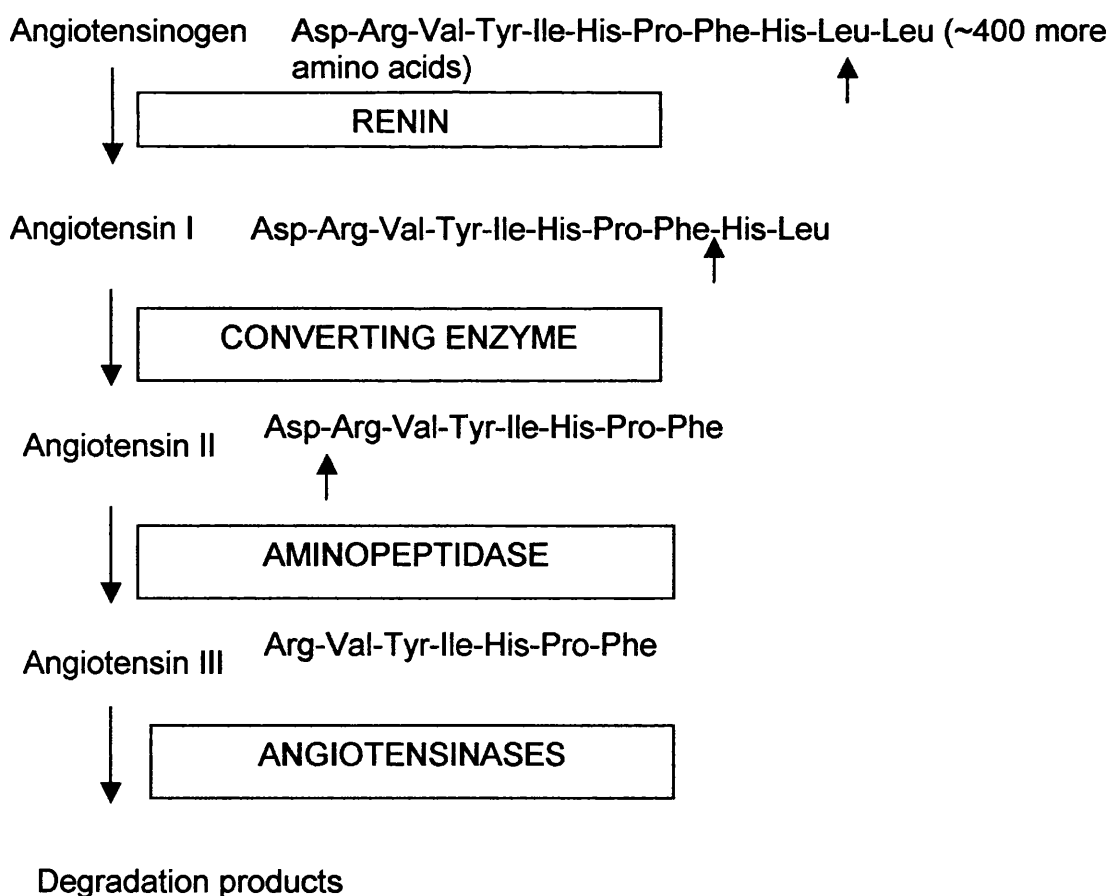 Angiotensinogen Asp-Arg-Val-Tyr-Ile-His-Pro-Phe-His-Leu-Leu (~400 more
amino acids)
RENIN
Angiotensin I Asp-Arg-Val-Tyr-Ile-His-Pro-Phe-His-Leu
CONVERTING ENZYME
Angiotensin II Asp-Arg-Val-Tyr-Ile-His-Pro-Phe
AMINOPEPTIDASE
Angiotensin III Arg-Val-Tyr-Ile-His-Pro-Phe
ANGIOTENSINASES
Degradation products